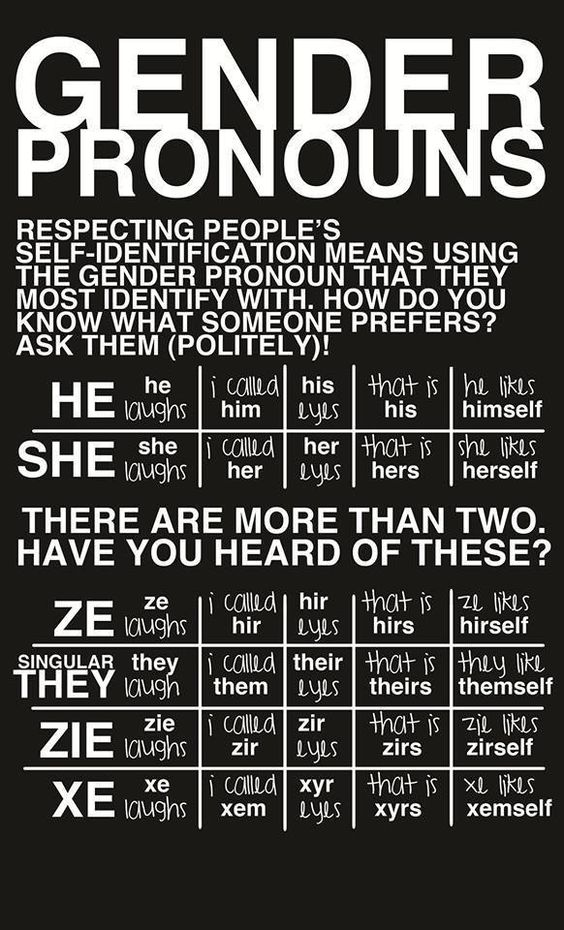 GENDER
PRONOUNS
RESPECTING PEOPLE'S
SELF-IDENTIFICATION MEANS USING
THE GENDER PRONOUN THAT THEY
MOST IDENTIFY WITH. HOW DO YOU
KNOW WHAT SOMEONE PREFERS?
ASK THEM (POLITELY)!
HE he laughs i called him his eyes that is his he likes himself
SHE she laughs i called her her eyes that is hers she likes herself
THERE ARE MORE THAN TWO.
HAVE YOU HEARD OF THESE?
ZE ze laughs i called hir hir eyes that is hirs ze likes hirself
SINGULAR THEY they laugh i called them their eyes that is theirs they like themself
ZIE zie laughs i called zir zir eyes that is zirs zie likes zirself
XE xe laughs i called xem xyr eyes that is xyrs xe likes xemself